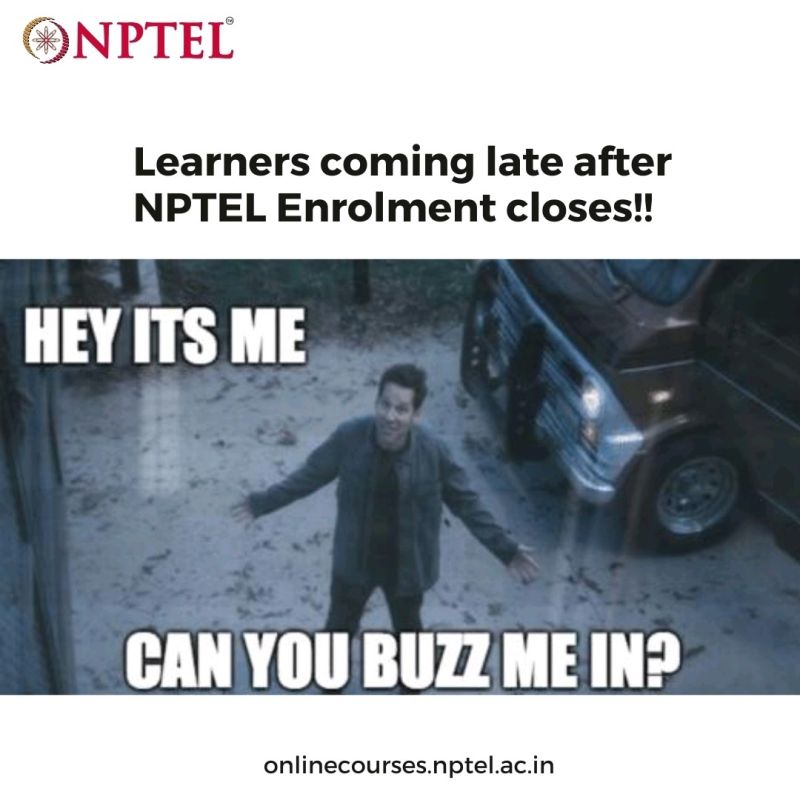 NPTEL
Learners coming late after
NPTEL Enrolment closes!!
HEY ITS ME
CAN YOU BUZZ ME IN?
onlinecourses.nptel.ac.in